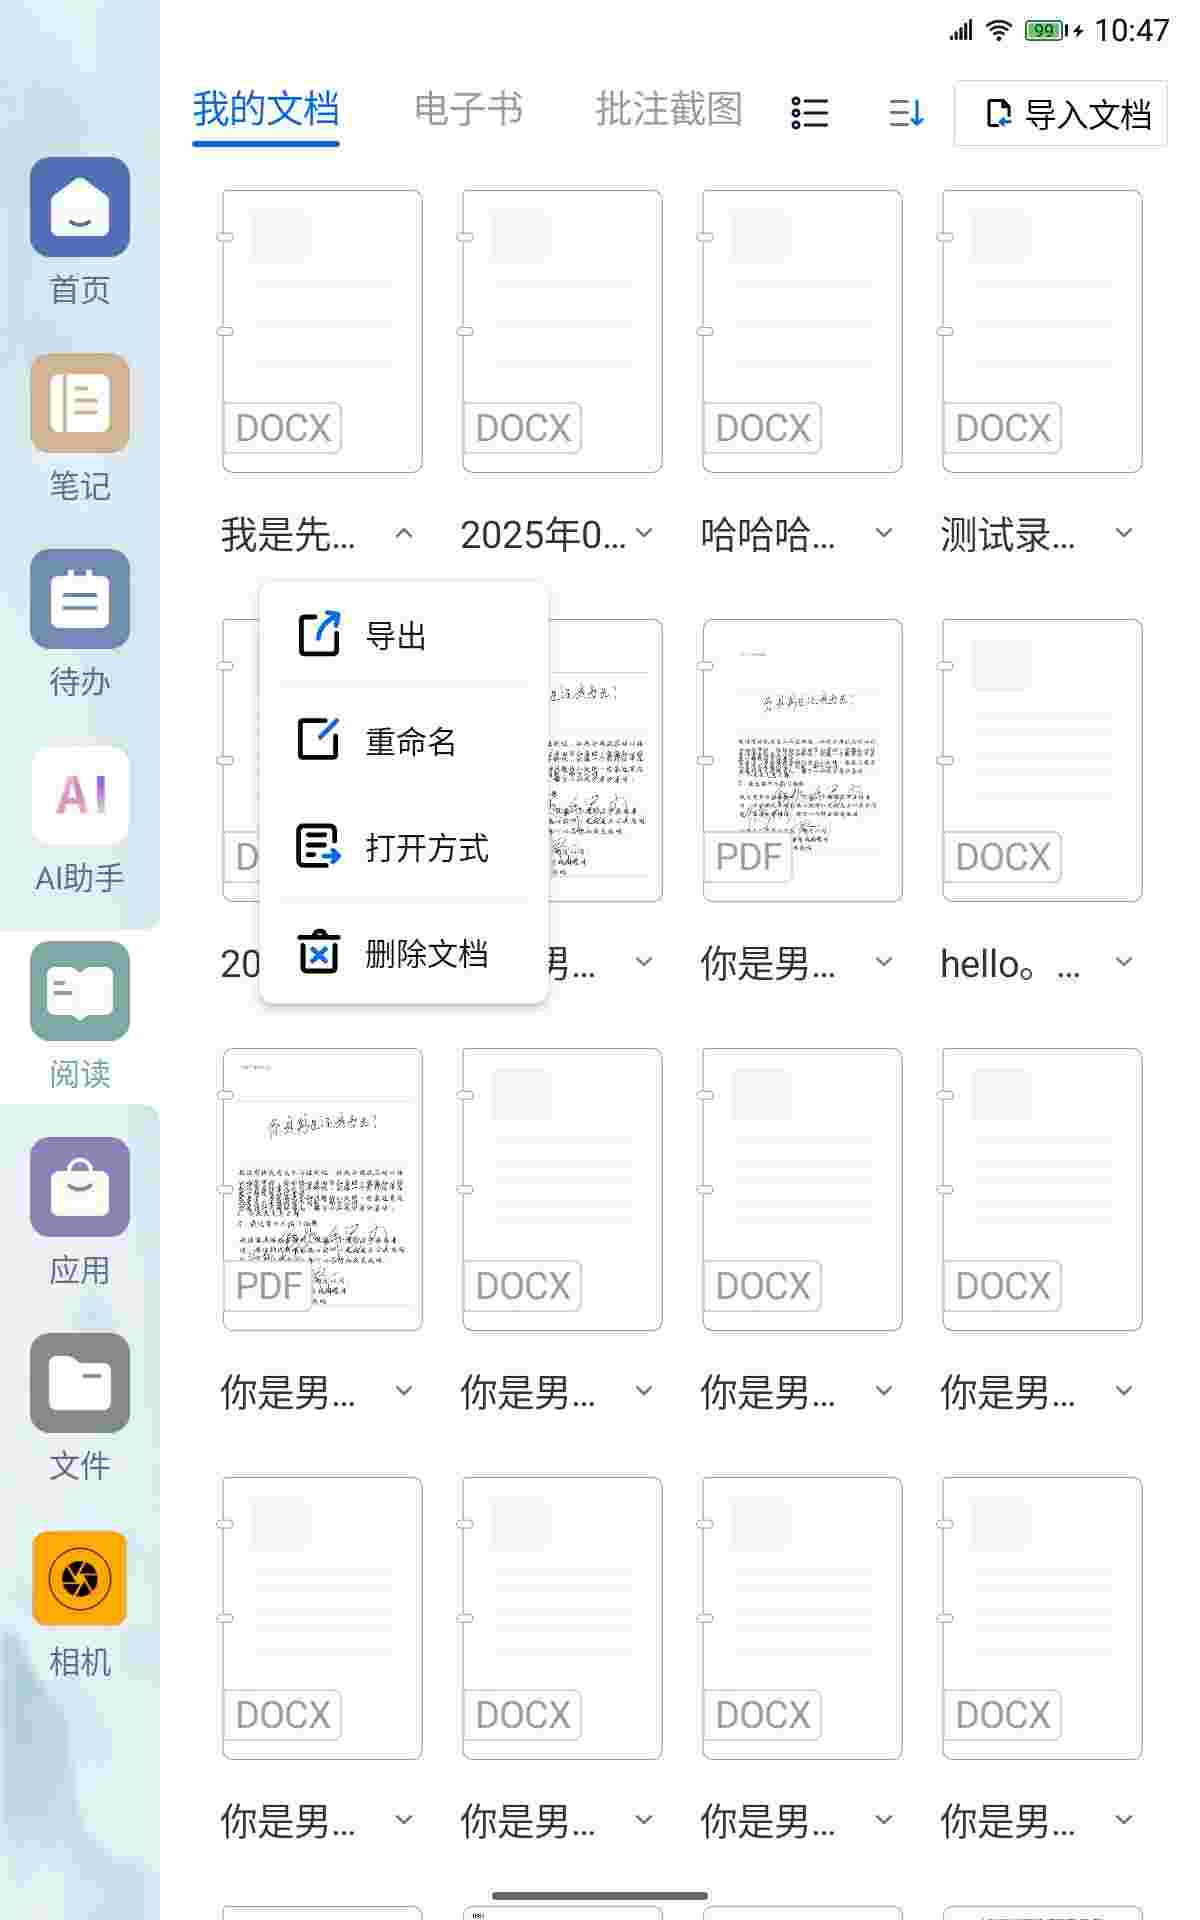 99 10:47
我的文档 电子书 批注截图 导入文档
首页
笔记
待办
AI
AI助手
阅读
应用
文件
相机
DOCX DOCX DOCX DOCX
我是先... 2025年0... 哈哈哈... 测试录...
导出
重命名
打开方式
删除文档
D PDF DOCX
20 男... 你是男... hello。...
PDF DOCX DOCX DOCX
你是男... 你是男... 你是男... 你是男...
DOCX DOCX DOCX DOCX
你是男... 你是男... 你是男... 你是男...